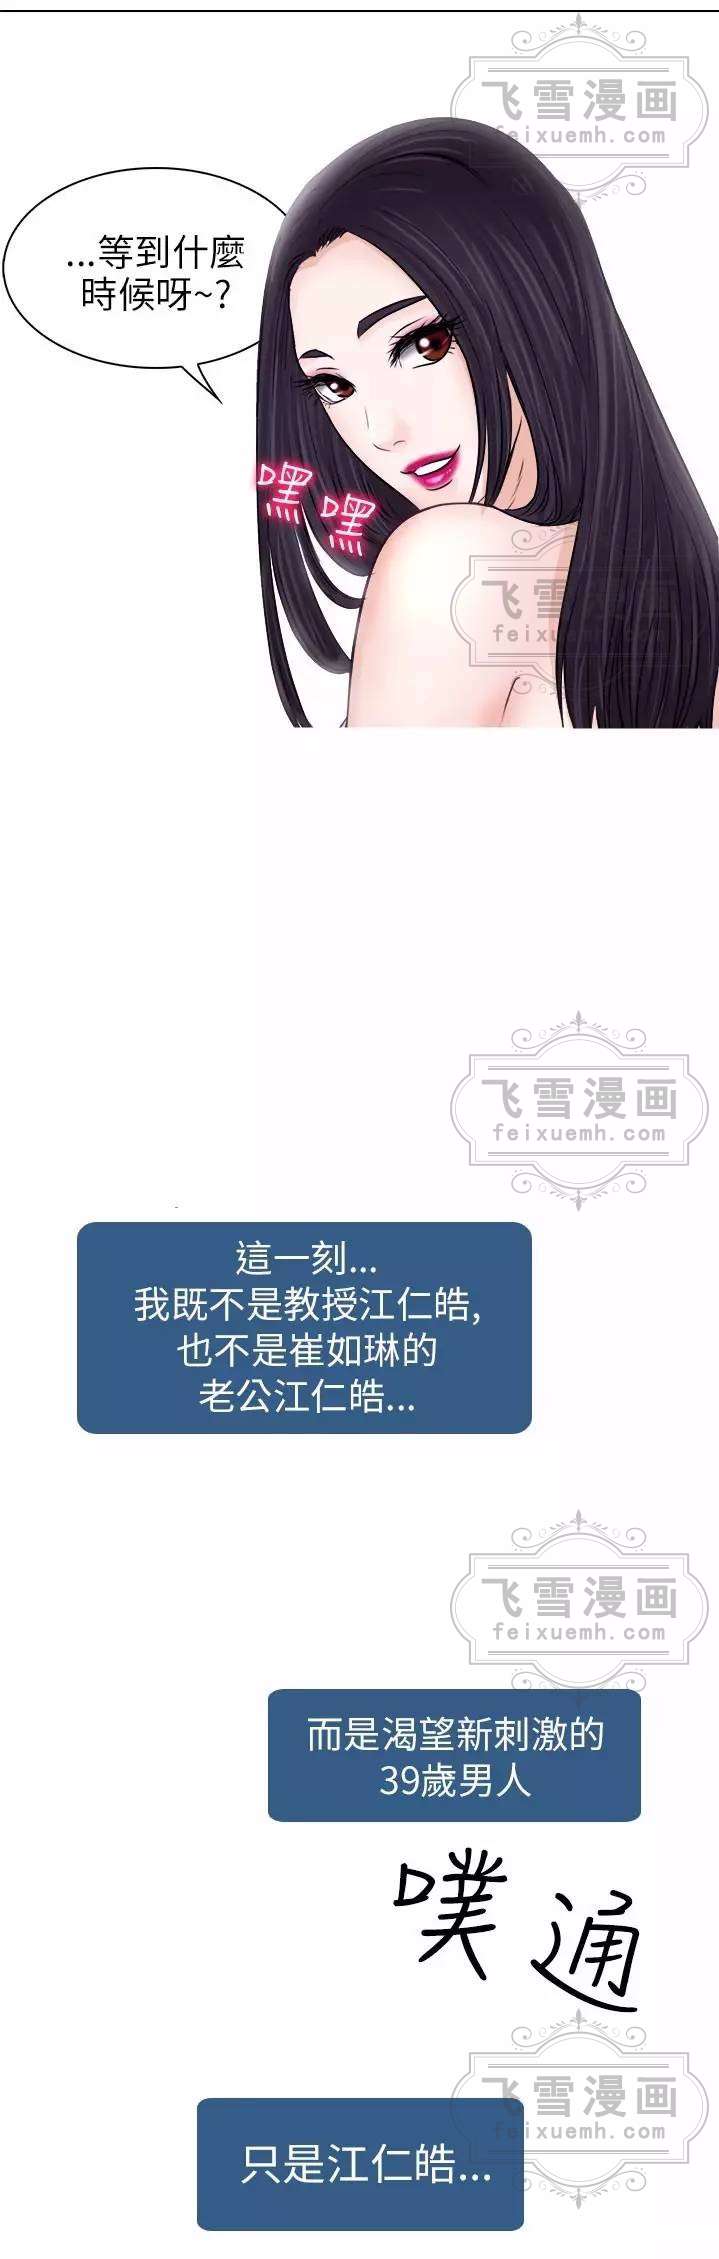 飞雪漫画
feixuemh.com
...等到什麼
時候呀~?
嘿嘿
飞雪漫画
feixuemh.com
飞雪漫画
feixuemh.com
這一刻...
我既不是教授江仁皓,
也不是崔如琳的
老公江仁皓...
飞雪漫画
feixuemh.com
而是渴望新刺激的
39歲男人
噗通
飞雪漫画
feixuemh.com
只是江仁皓...